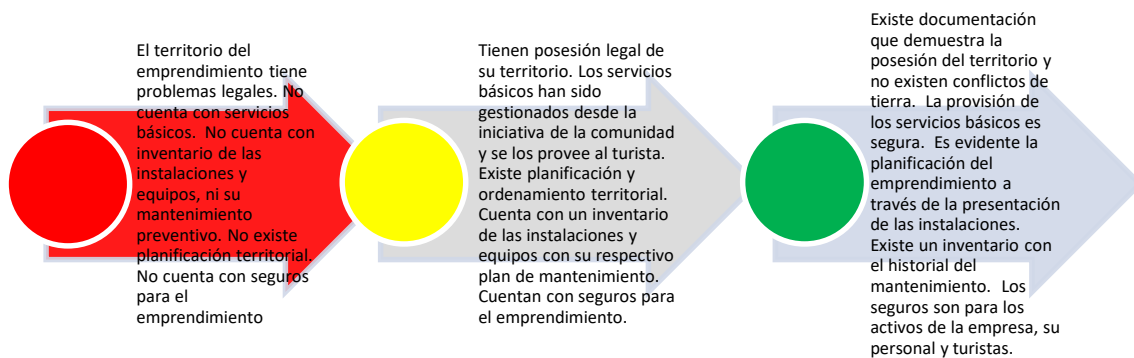 El territorio del
emprendimiento tiene
problemas legales. No
cuenta con servicios
básicos. No cuenta con
inventario de las
instalaciones y
equipos, ni su
mantenimiento
preventivo. No existe
planificación territorial.
No cuenta con seguros
para el
emprendimiento
Tienen posesión legal de
su territorio. Los servicios
básicos han sido
gestionados desde la
iniciativa de la comunidad
y se los provee al turista.
Existe planificación y
ordenamiento territorial.
Cuenta con un inventario
de las instalaciones y
equipos con su respectivo
plan de mantenimiento.
Cuentan con seguros para
el emprendimiento.
Existe documentación
que demuestra la
posesión del territorio y
no existen conflictos de
tierra. La provisión de
los servicios básicos es
segura. Es evidente la
planificación del
emprendimiento a
través de la presentación
de las instalaciones.
Existe un inventario con
el historial del
mantenimiento. Los
seguros son para los
activos de la empresa, su
personal y turistas.